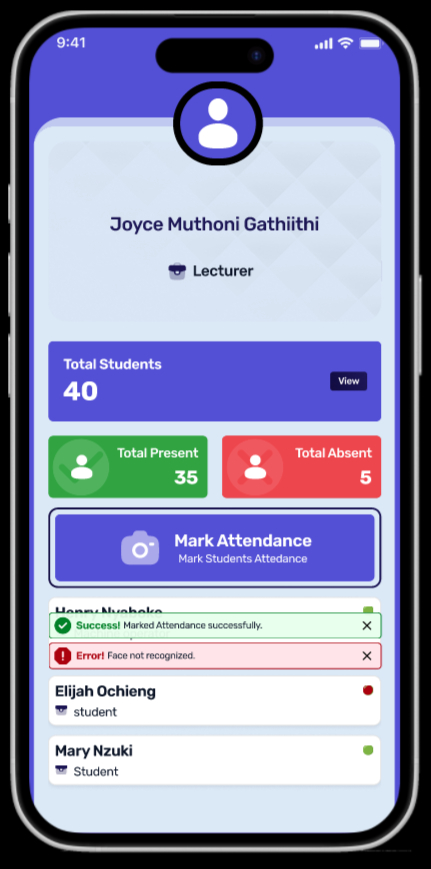 9:41
Joyce Muthoni Gathiithi
Lecturer
Total Students
40
View
Total Present
35
Total Absent
5
Mark Attendance
Mark Students Attedance
Henry Nyaboke
Success! Marked Attendance successfully.
Error! Face not recognized.
Elijah Ochieng
student
Mary Nzuki
Student